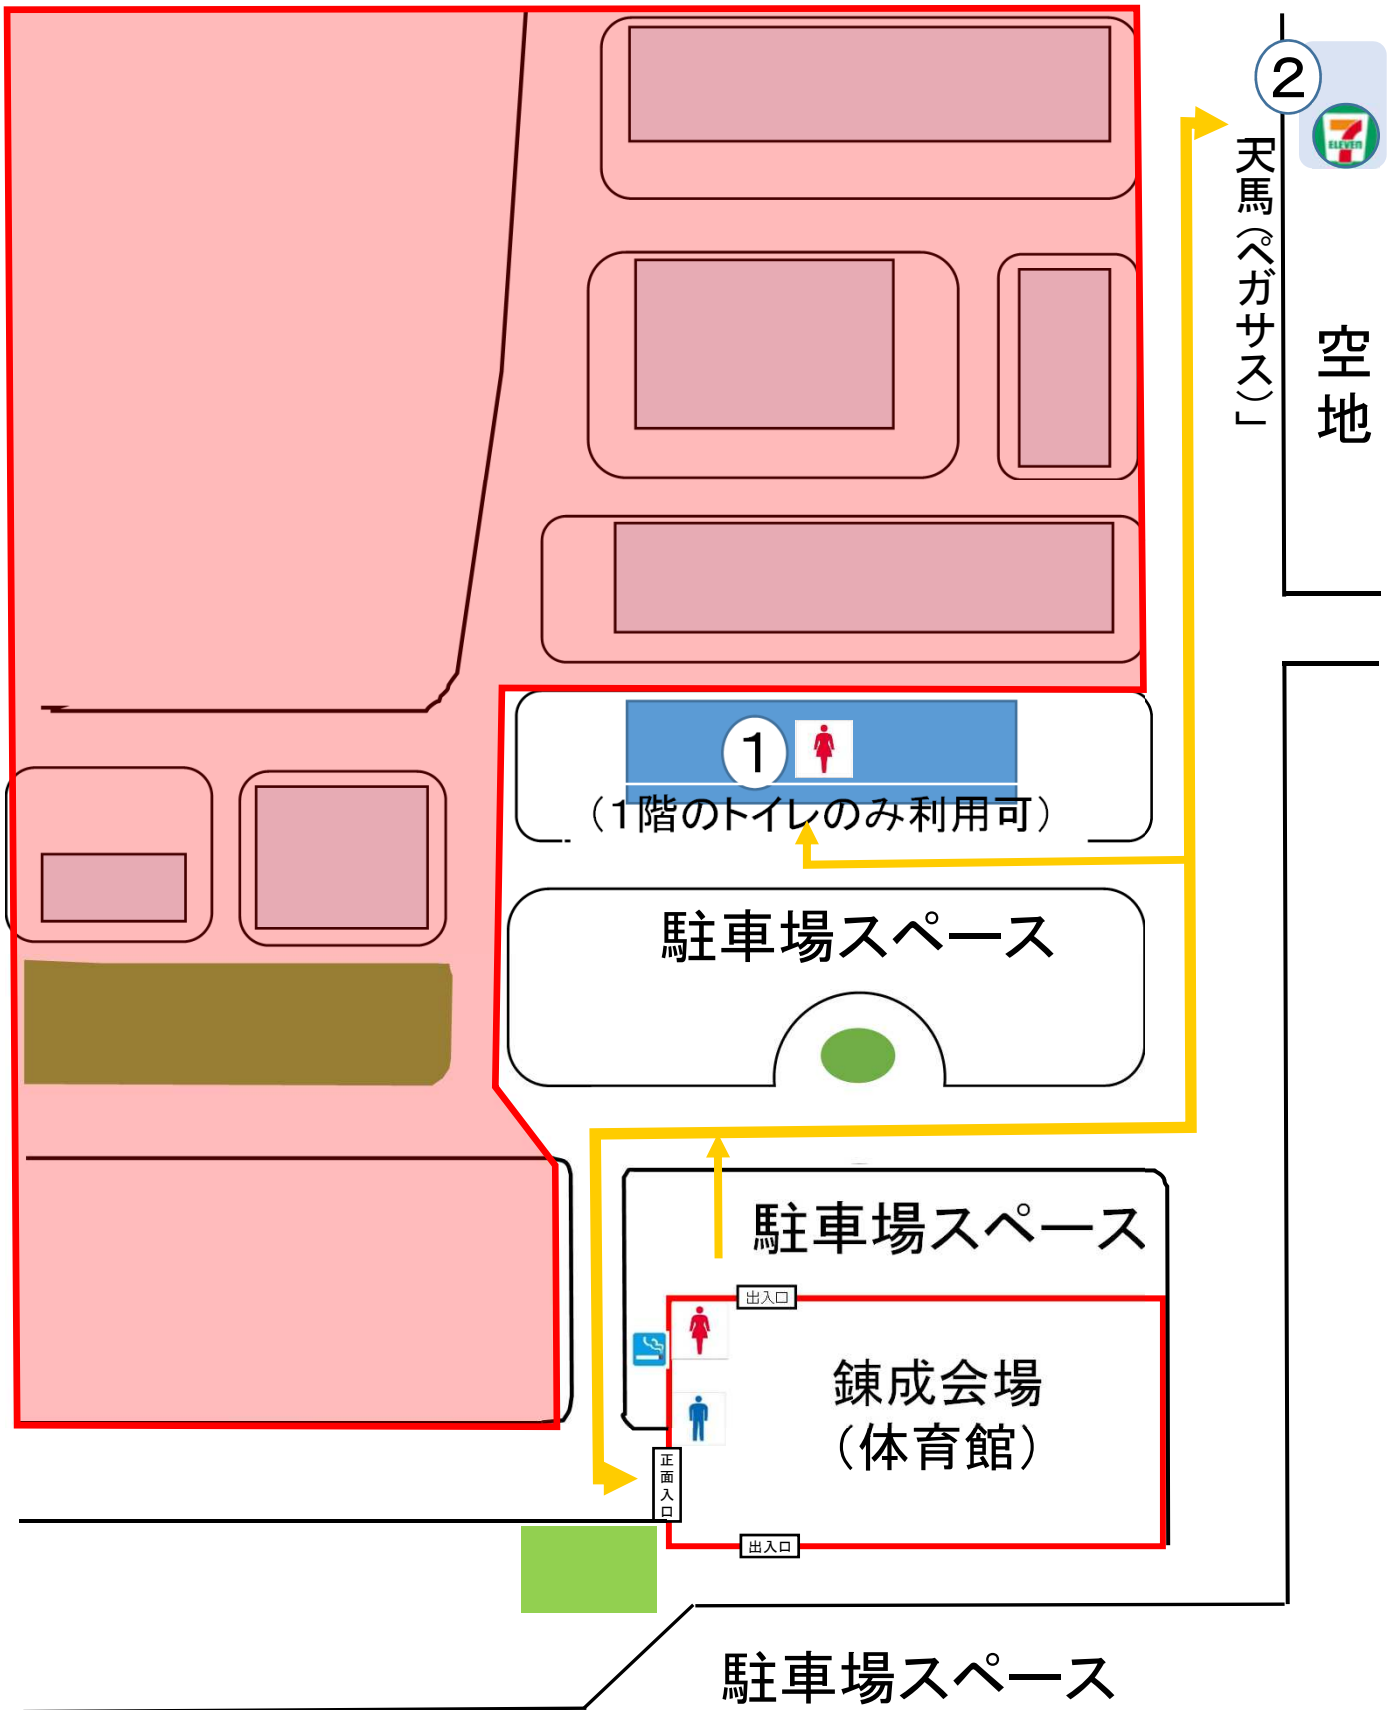 ②
7
ELEVEn
天馬（ペガサス）」
空地
①
（１階のトイレのみ利用可）
駐車場スペース
駐車場スペース
出入口
錬成会場
（体育館）
正面入口
出入口
駐車場スペース